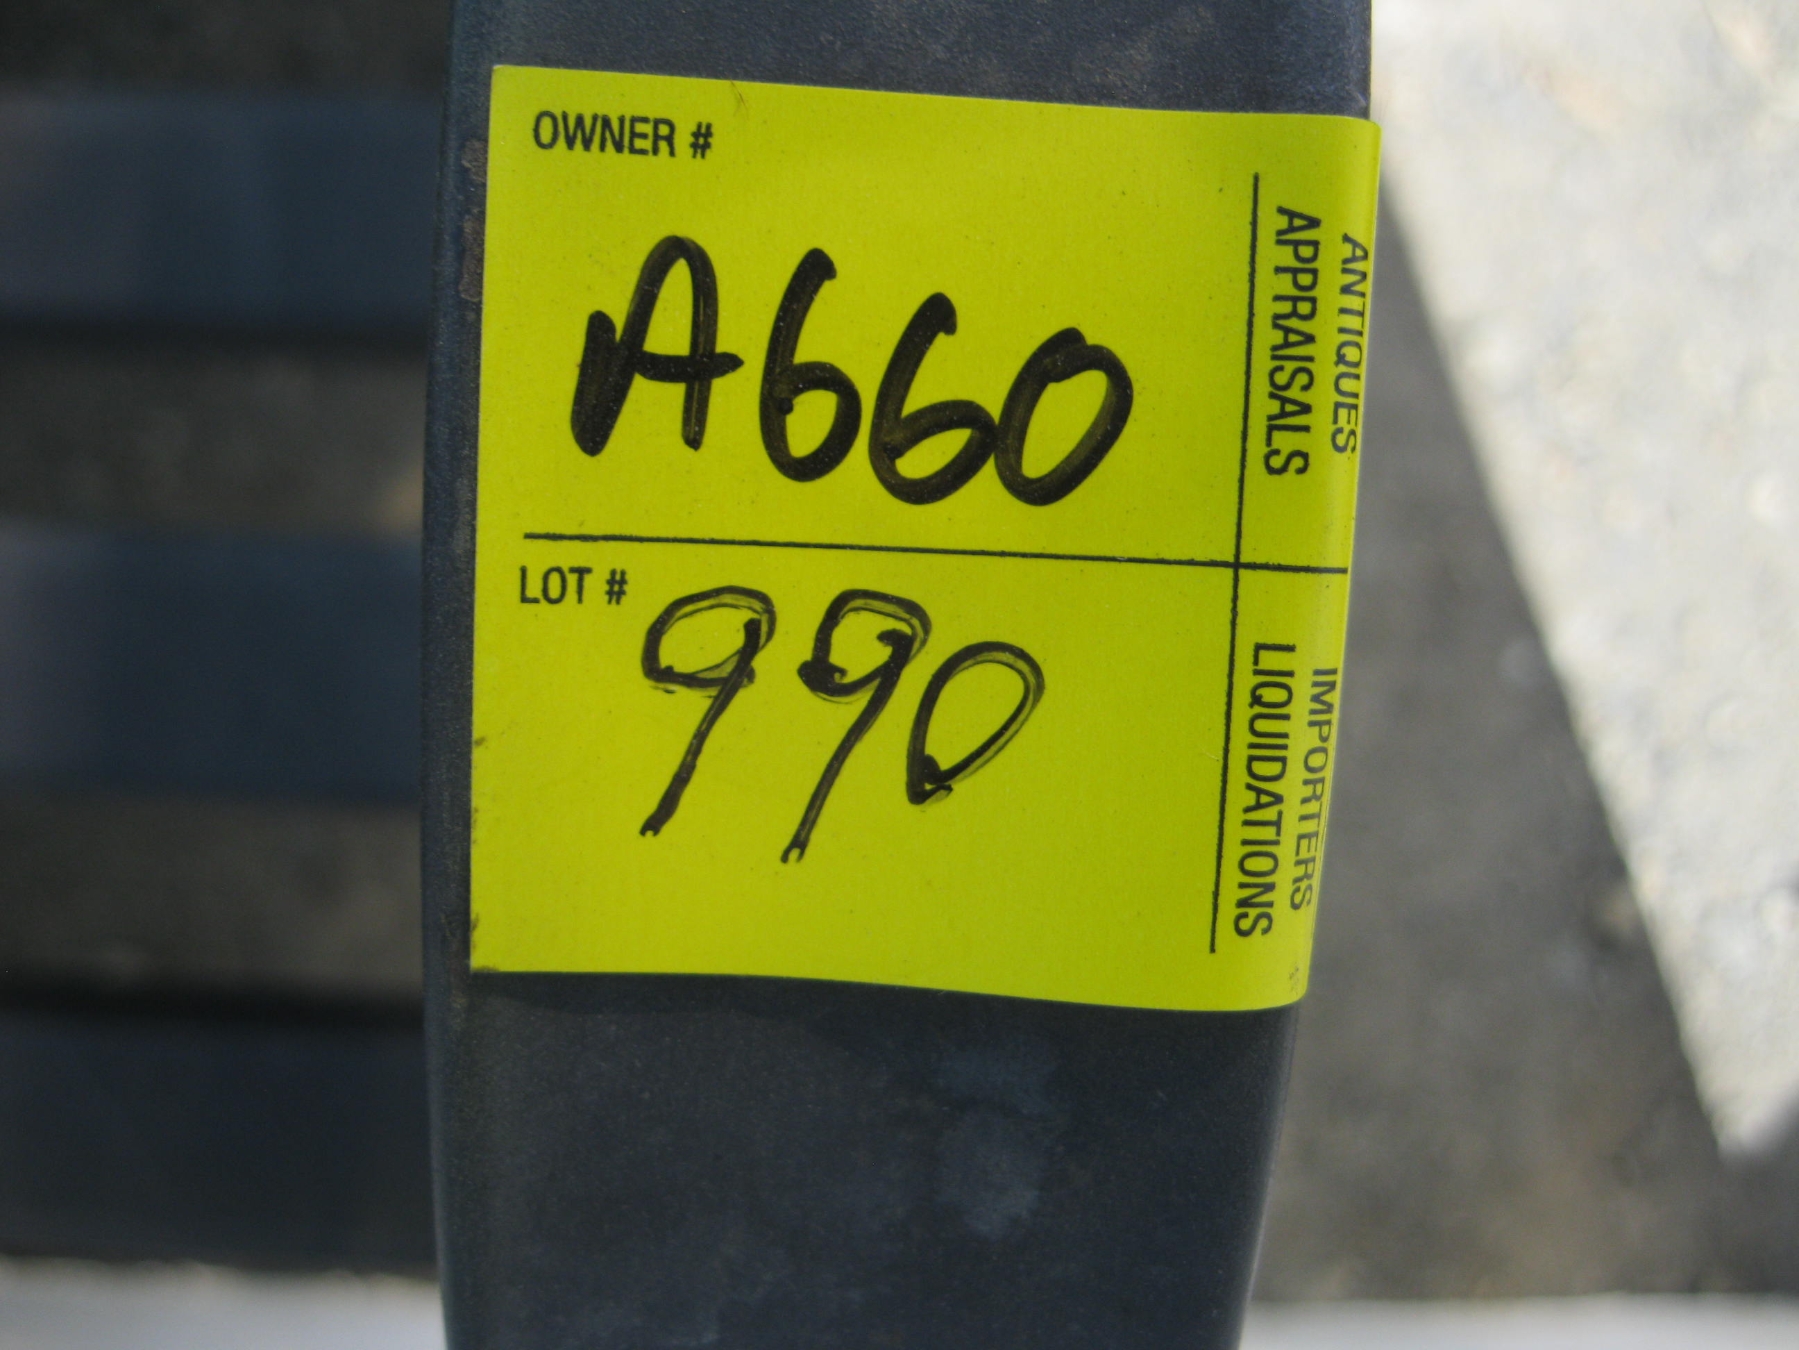 OWNER #
A660
LOT #
990
ANTIQUES
APPRAISALS
IMPORTERS
LIQUIDATIONS